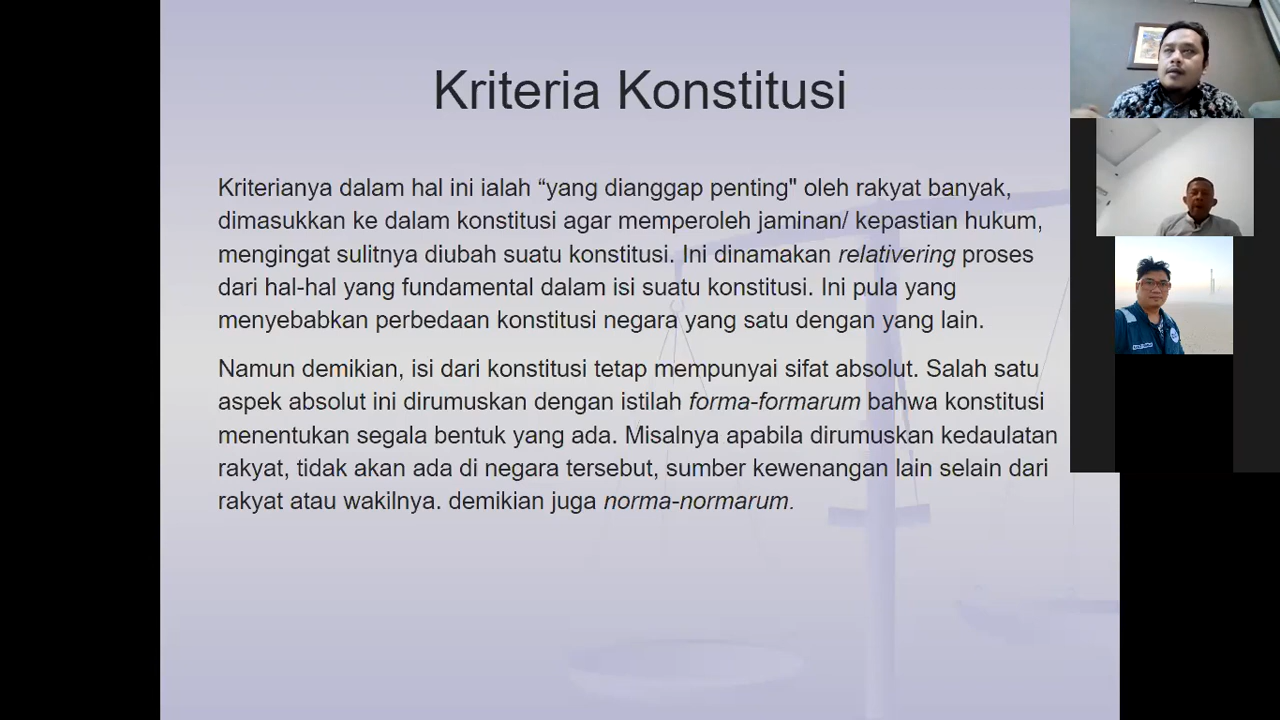 Kriteria Konstitusi
Kriterianya dalam hal ini ialah “yang dianggap penting" oleh rakyat banyak,
dimasukkan ke dalam konstitusi agar memperoleh jaminan/ kepastian hukum,
mengingat sulitnya diubah suatu konstitusi. Ini dinamakan relativering proses
dari hal-hal yang fundamental dalam isi suatu konstitusi. Ini pula yang
menyebabkan perbedaan konstitusi negara yang satu dengan yang lain.
Namun demikian, isi dari konstitusi tetap mempunyai sifat absolut. Salah satu
aspek absolut ini dirumuskan dengan istilah forma-formarum bahwa konstitusi
menentukan segala bentuk yang ada. Misalnya apabila dirumuskan kedaulatan
rakyat, tidak akan ada di negara tersebut, sumber kewenangan lain selain dari
rakyat atau wakilnya. demikian juga norma-normarum.